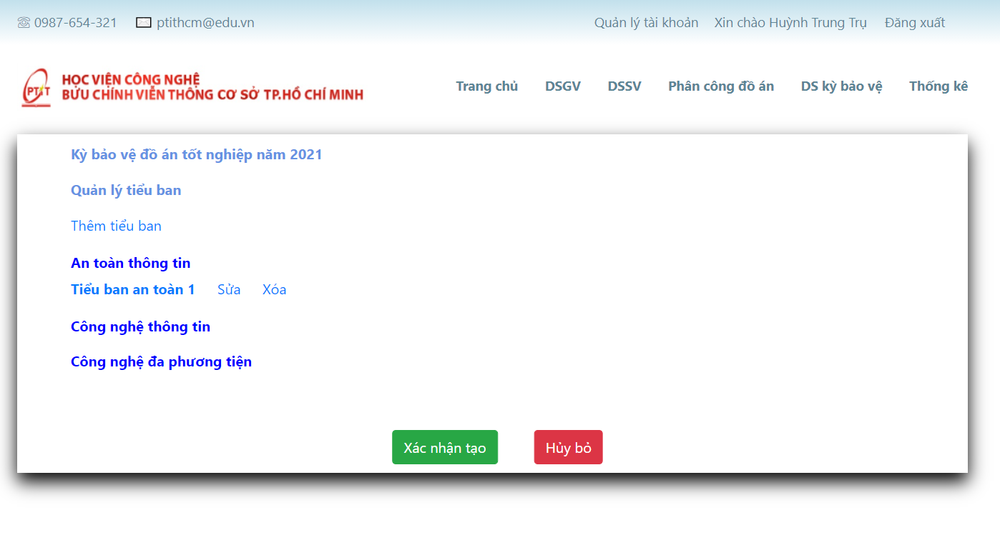 0987-654-321 ptithcm@edu.vn Quản lý tài khoản Xin chào Huỳnh Trung Trụ Đăng xuất
PTIT
HỌC VIỆN CÔNG NGHỆ
BƯU CHÍNH VIỄN THÔNG CƠ SỞ TP.HỒ CHÍ MINH
Trang chủ DSGV DSSV Phân công đồ án DS kỳ bảo vệ Thống kê
Kỳ bảo vệ đồ án tốt nghiệp năm 2021
Quản lý tiểu ban
Thêm tiểu ban
An toàn thông tin
Tiểu ban an toàn 1 Sửa Xóa
Công nghệ thông tin
Công nghệ đa phương tiện
Xác nhận tạo Hủy bỏ